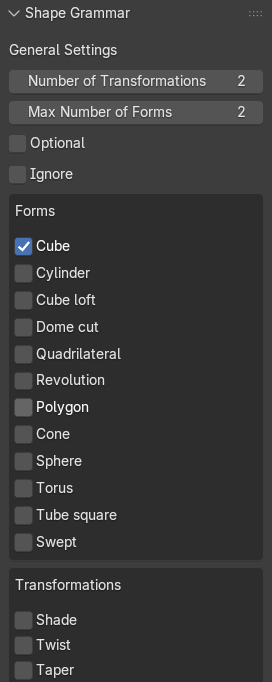 Shape Grammar
General Settings
Number of Transformations 2
Max Number of Forms 2
Optional
Ignore
Forms
Cube
Cylinder
Cube loft
Dome cut
Quadrilateral
Revolution
Polygon
Cone
Sphere
Torus
Tube square
Swept
Transformations
Shade
Twist
Taper